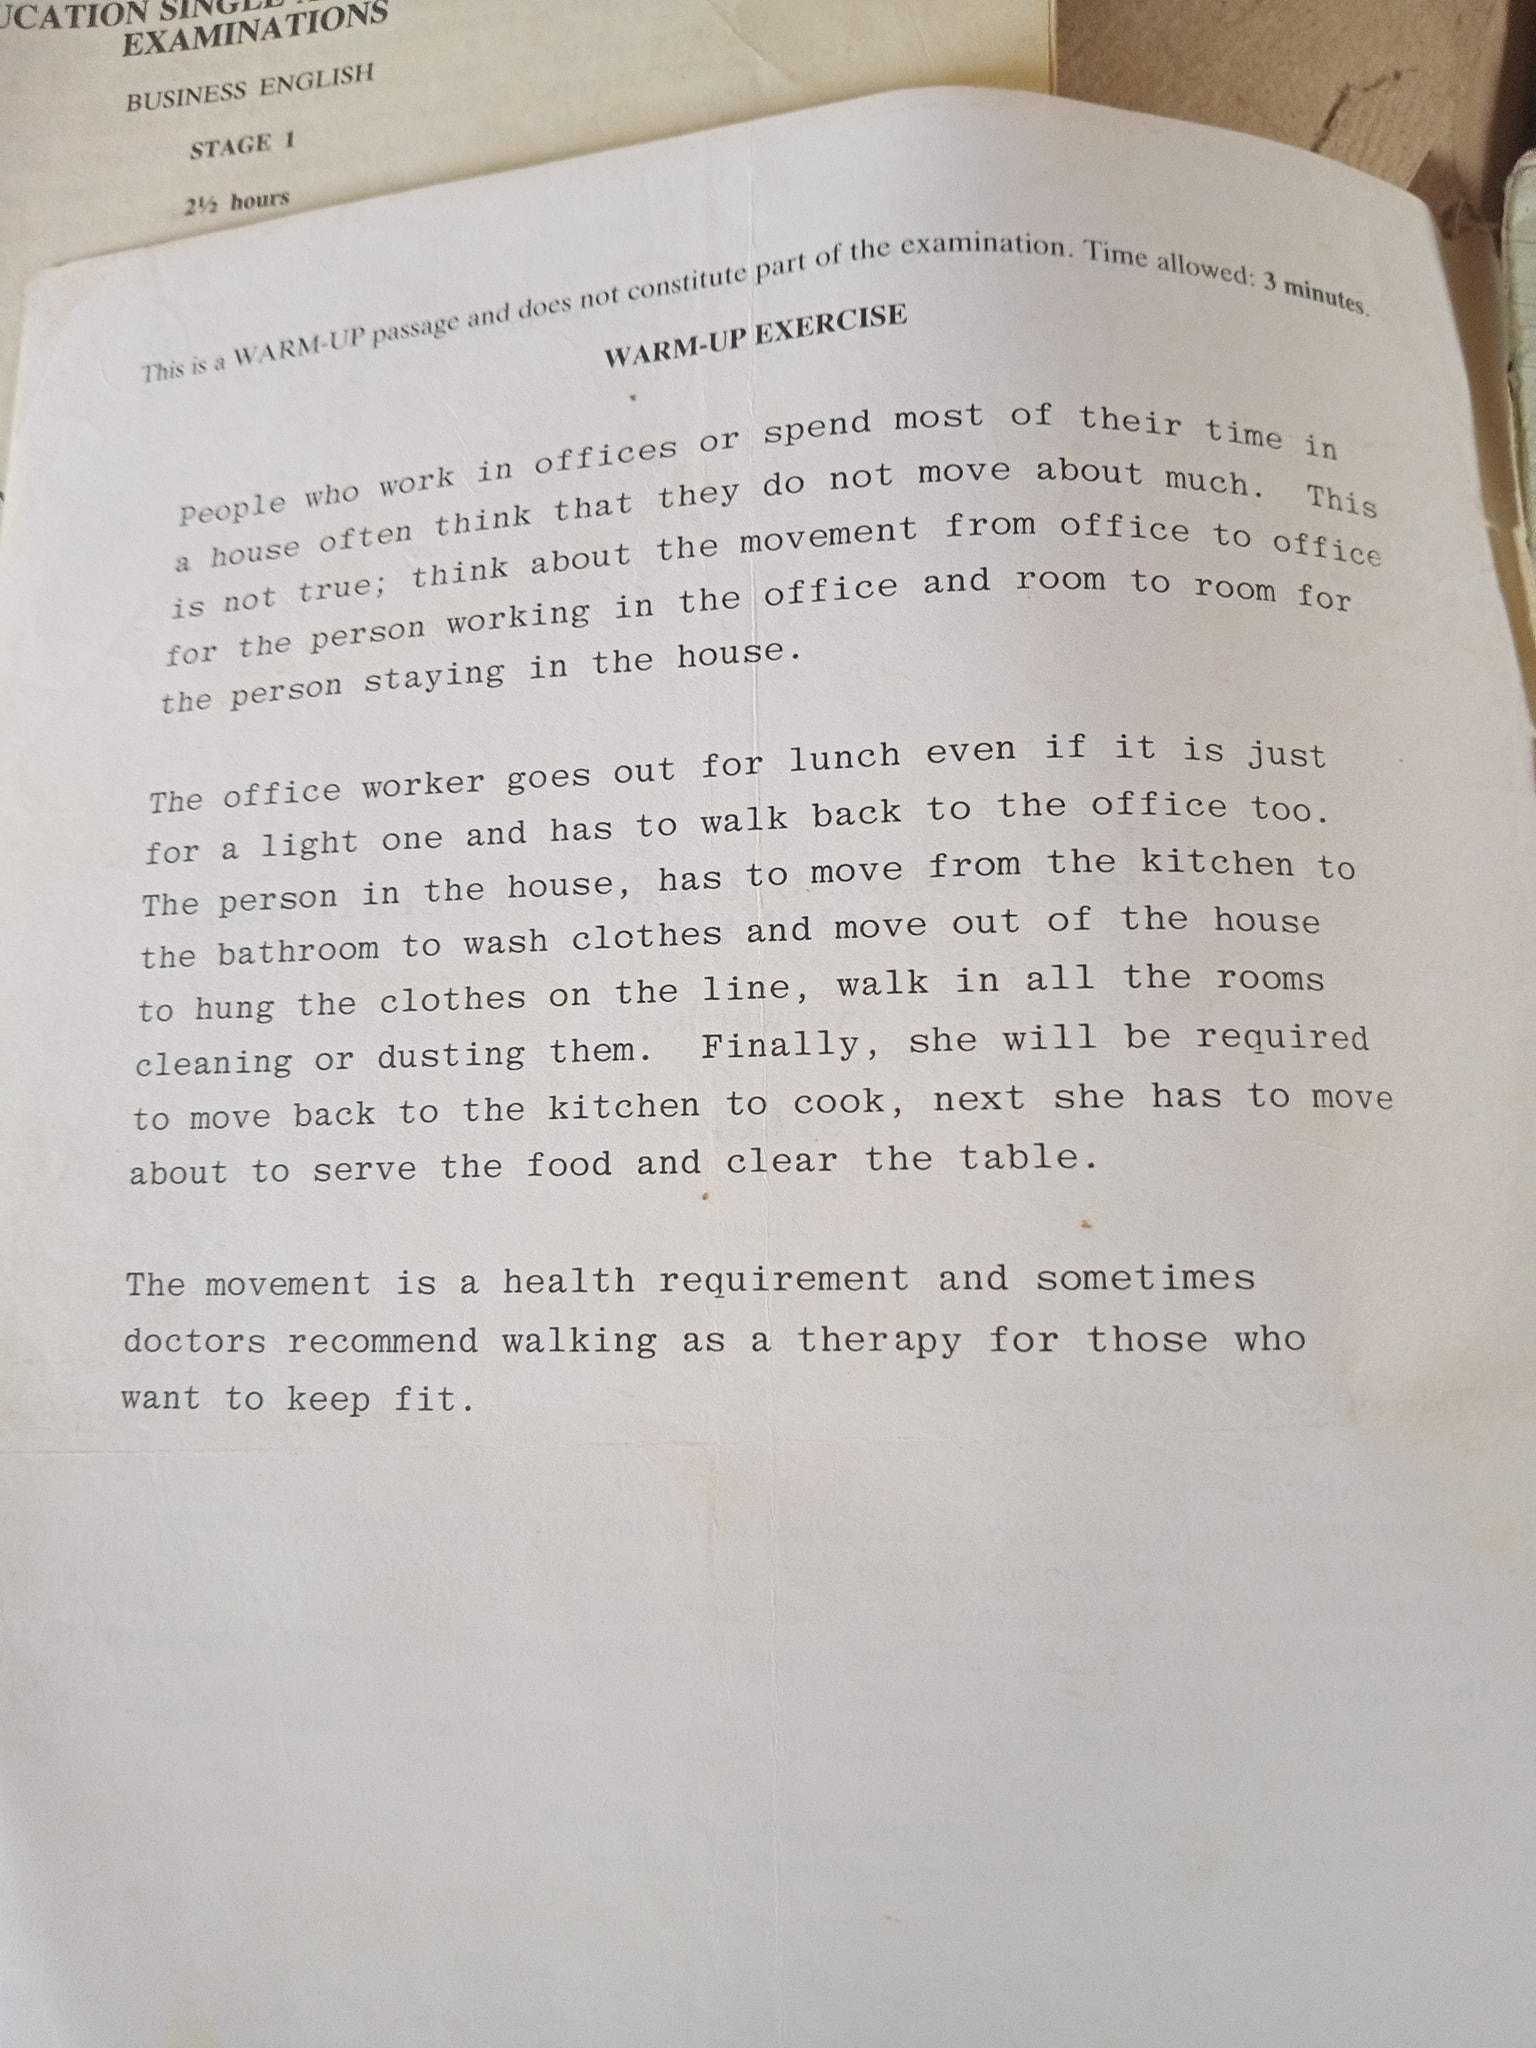 EXAMINATIONS
BUSINESS ENGLISH
STAGE 1
2½ hours
This is a WARM-UP passage and does not constitute part of the examination. Time allowed: 3 minutes.
WARM-UP EXERCISE
People who work in offices or spend most of their time in
a house often think that they do not move about much. This
is not true; think about the movement from office to office
for the person working in the office and room to room for
the person staying in the house.
The office worker goes out for lunch even if it is just
for a light one and has to walk back to the office too.
The person in the house, has to move from the kitchen to
the bathroom to wash clothes and move out of the house
to hung the clothes on the line, walk in all the rooms
cleaning or dusting them. Finally, she will be required
to move back to the kitchen to cook, next she has to move
about to serve the food and clear the table.
The movement is a health requirement and sometimes
doctors recommend walking as a therapy for those who
want to keep fit.